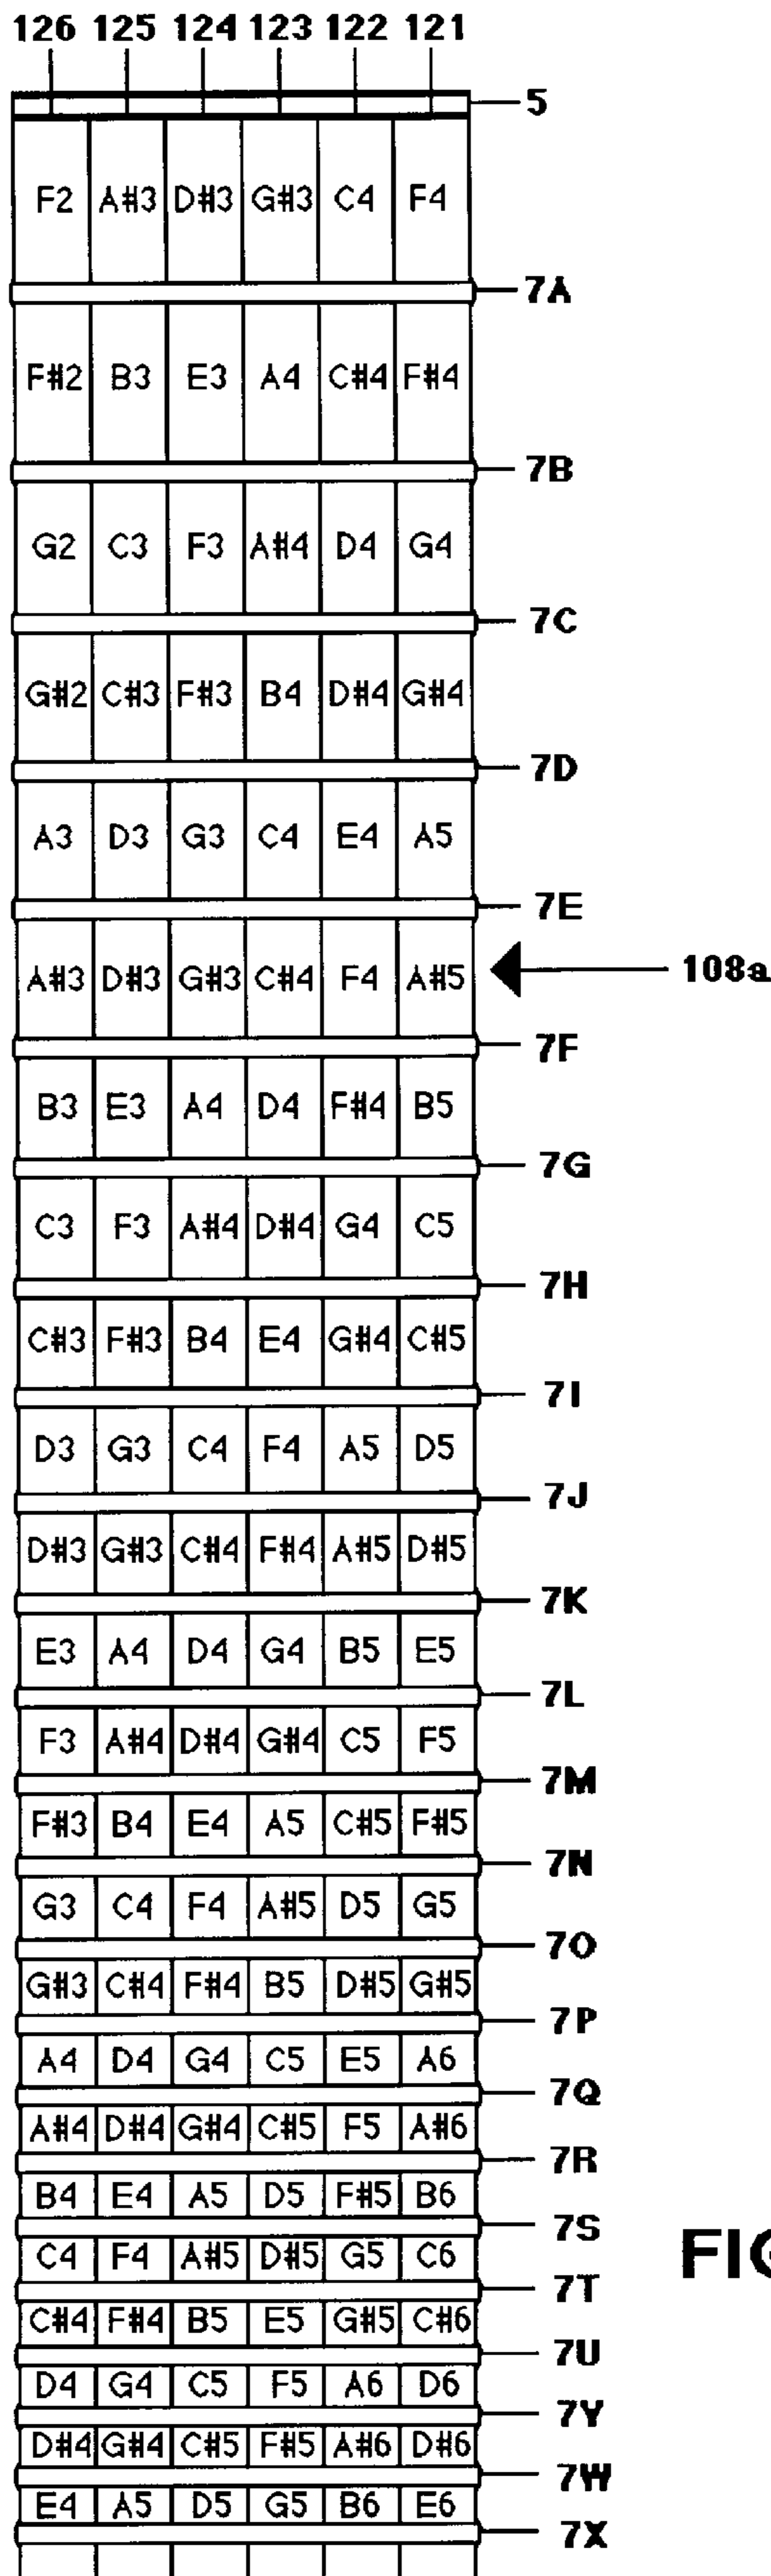 126 125 124 123 122 121
5
F2 A#3 D#3 G#3 C4 F4
7A
F#2 B3 E3 A4 C#4 F#4
7B
G2 C3 F3 A#4 D4 G4
7C
G#2 C#3 F#3 B4 D#4 G#4
7D
A3 D3 G3 C4 E4 A5
7E
A#3 D#3 G#3 C#4 F4 A#5 108a
7F
B3 E3 A4 D4 F#4 B5
7G
C3 F3 A#4 D#4 G4 C5
7H
C#3 F#3 B4 E4 G#4 C#5
7I
D3 G3 C4 F4 A5 D5
7J
D#3 G#3 C#4 F#4 A#5 D#5
7K
E3 A4 D4 G4 B5 E5
7L
F3 A#4 D#4 G#4 C5 F5
7M
F#3 B4 E4 A5 C#5 F#5
7N
G3 C4 F4 A#5 D5 G5
7O
G#3 C#4 F#4 B5 D#5 G#5
7P
A4 D4 G4 C5 E5 A6
7Q
A#4 D#4 G#4 C#5 F5 A#6
7R
B4 E4 A5 D5 F#5 B6
7S
C4 F4 A#5 D#5 G5 C6
7T
C#4 F#4 B5 E5 G#5 C#6
7U
D4 G4 C5 F5 A6 D6
7Y
D#4 G#4 C#5 F#5 A#6 D#6
7W
E4 A5 D5 G5 B6 E6
7X